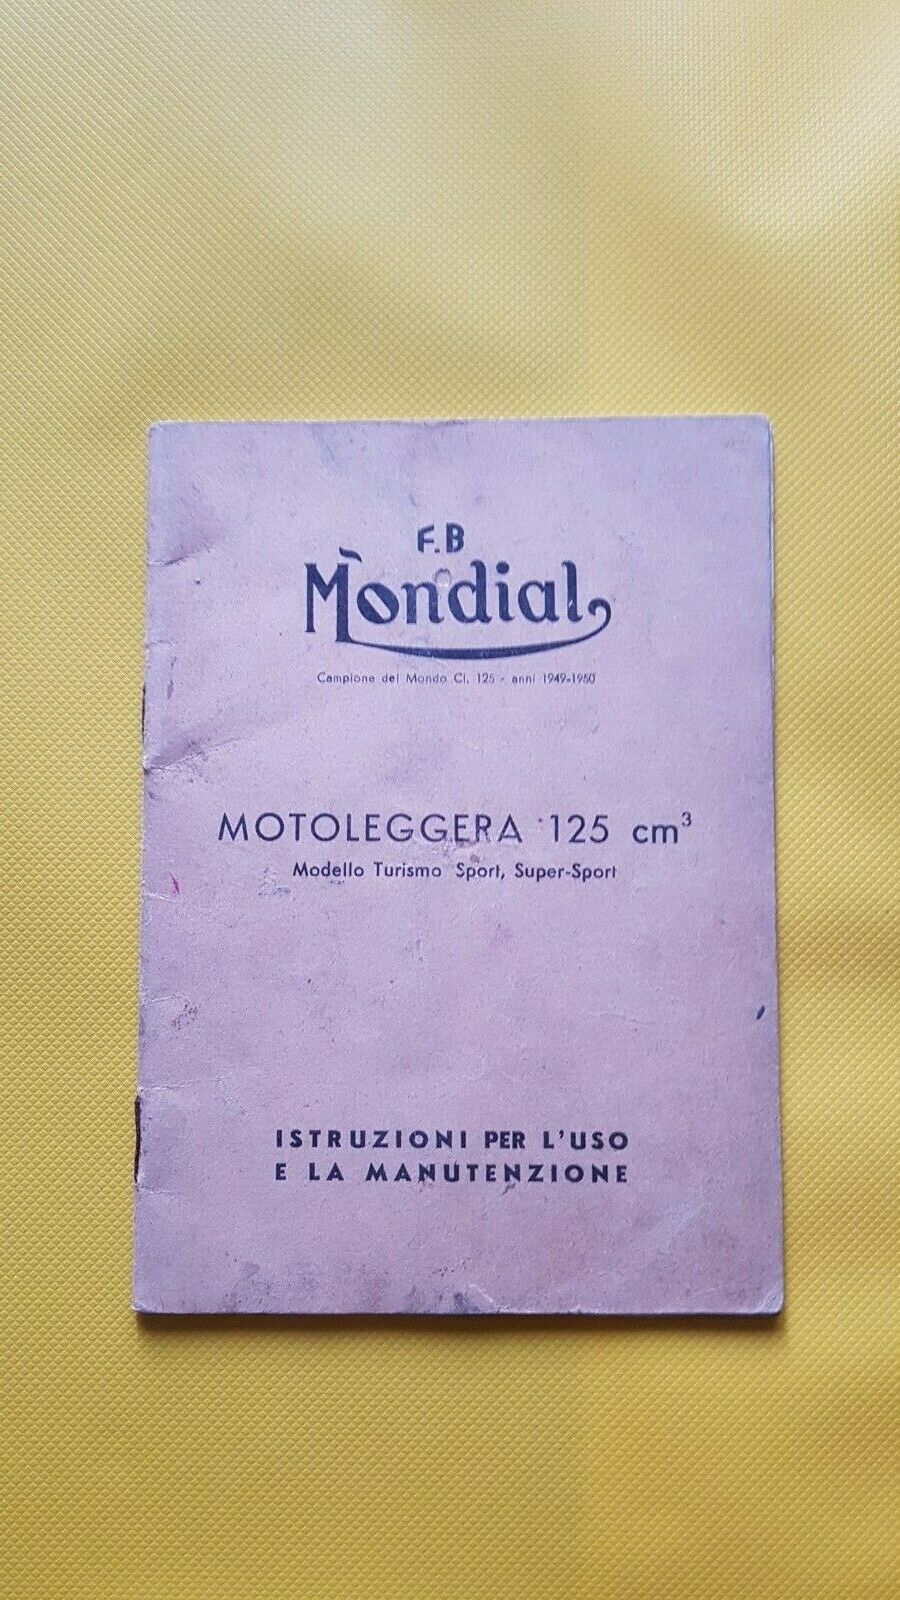 F.B
Mondial
Campione del Mondo Cl. 125 - anni 1949-1950
MOTOLEGGERA 125 cm³
Modello Turismo Sport, Super-Sport
ISTRUZIONI PER L'USO
E LA MANUTENZIONE